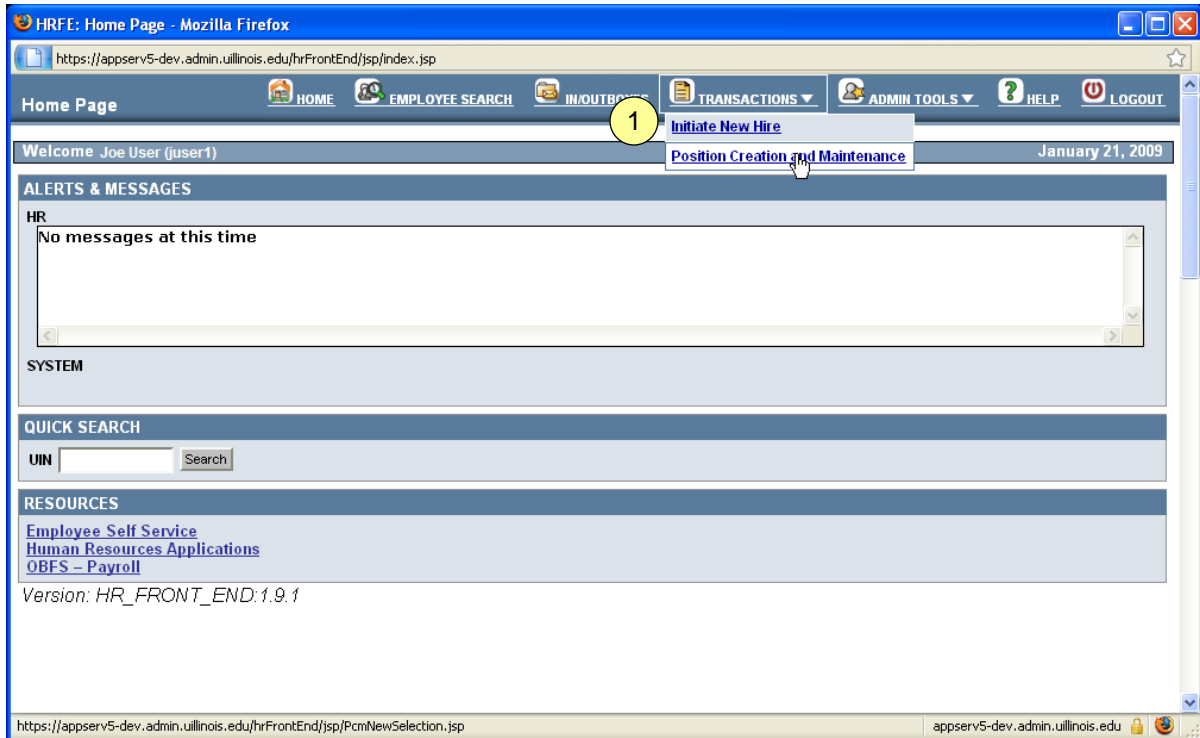 HRFE: Home Page - Mozilla Firefox
https://appserv5-dev.admin.uillinois.edu/hrFrontEnd/jsp/index.jsp
Home Page HOME EMPLOYEE SEARCH IN/OUTBOXES TRANSACTIONS ▼ ADMIN TOOLS ▼ ? HELP LOGOUT
1 Initiate New Hire
Welcome Joe User (juser1) Position Creation and Maintenance January 21, 2009
ALERTS & MESSAGES
HR
No messages at this time
SYSTEM
QUICK SEARCH
UIN Search
RESOURCES
Employee Self Service
Human Resources Applications
OBFS – Payroll
Version: HR_FRONT_END:1.9.1
https://appserv5-dev.admin.uillinois.edu/hrFrontEnd/jsp/PcmNewSelection.jsp appserv5-dev.admin.uillinois.edu